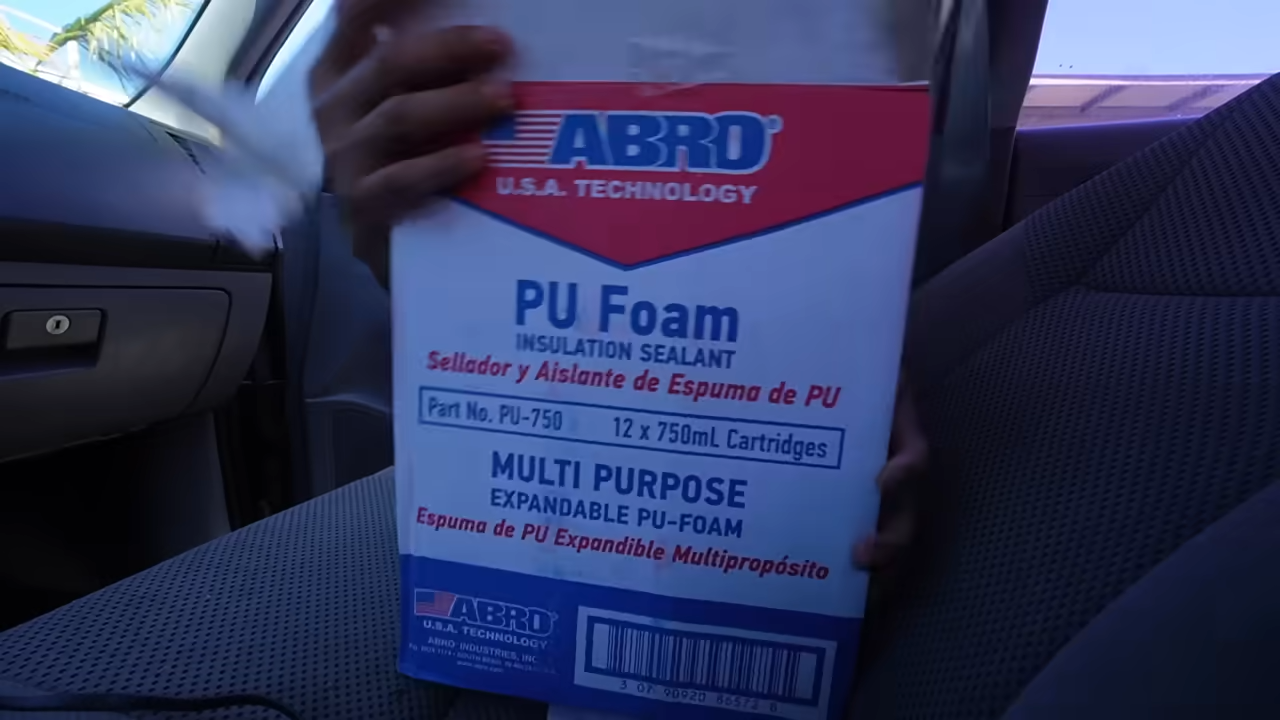 ABRO
U.S.A. TECHNOLOGY
PU Foam
INSULATION SEALANT
Sellador y Aislante de Espuma de PU
Part No. PU-750 12 x 750mL Cartridges
MULTI PURPOSE
EXPANDABLE PU-FOAM
Espuma de PU Expandible Multipropósito
ABRO
U.S.A. TECHNOLOGY
ABRO INDUSTRIES, INC.